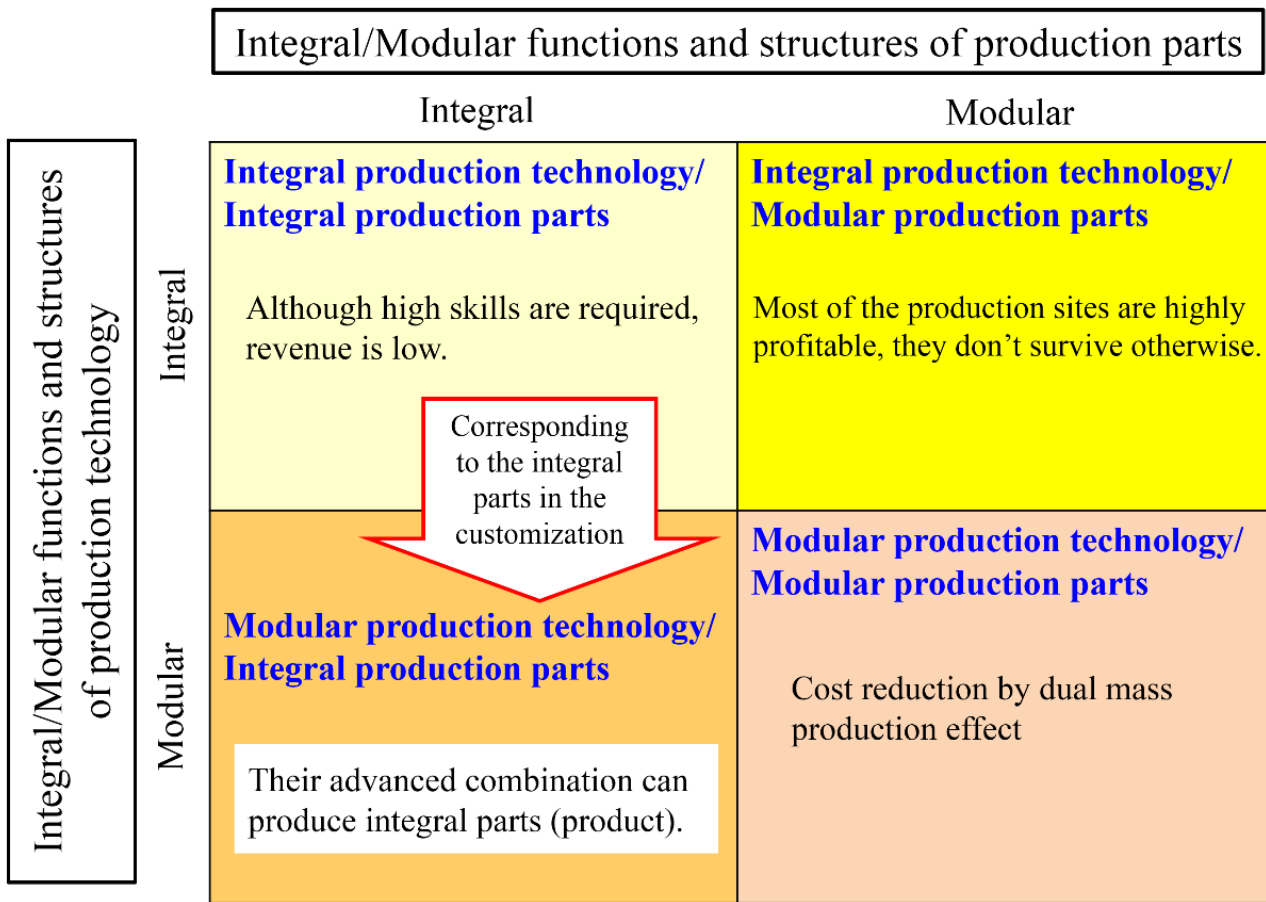 Integral/Modular functions and structures of production parts
Integral
Modular
Integral/Modular functions and structures
of production technology
Integral
Integral production technology/
Integral production parts
Although high skills are required,
revenue is low.
Integral production technology/
Modular production parts
Most of the production sites are highly
profitable, they don’t survive otherwise.
Corresponding
to the integral
parts in the
customization
Modular
Modular production technology/
Integral production parts
Their advanced combination can
produce integral parts (product).
Modular production technology/
Modular production parts
Cost reduction by dual mass
production effect